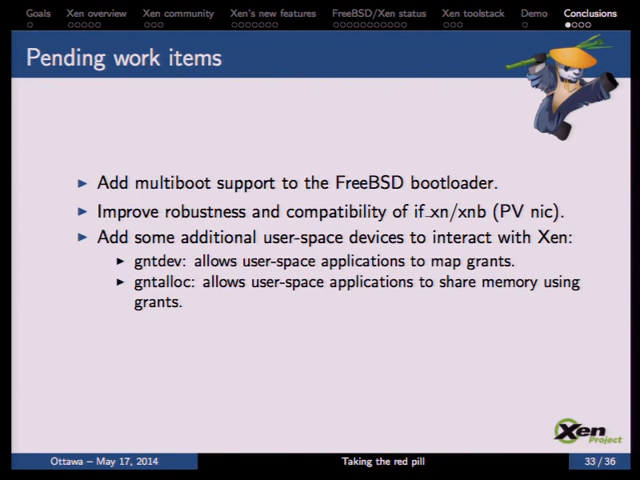 Goals Xen overview Xen community Xen's new features FreeBSD/Xen status Xen toolstack Demo Conclusions
Pending work items
Add multiboot support to the FreeBSD bootloader.
Improve robustness and compatibility of if_xn/xnb (PV nic).
Add some additional user-space devices to interact with Xen:
gntdev: allows user-space applications to map grants.
gntalloc: allows user-space applications to share memory using
grants.
Xen
Project
Ottawa – May 17, 2014 Taking the red pill 33 / 36